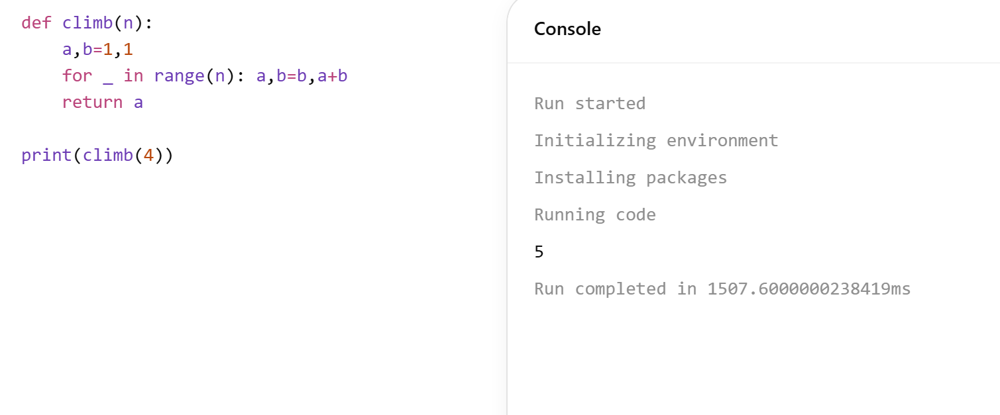 def climb(n):
    a,b=1,1
    for _ in range(n): a,b=b,a+b
    return a

print(climb(4))
Console
Run started
Initializing environment
Installing packages
Running code
5
Run completed in 1507.6000000238419ms